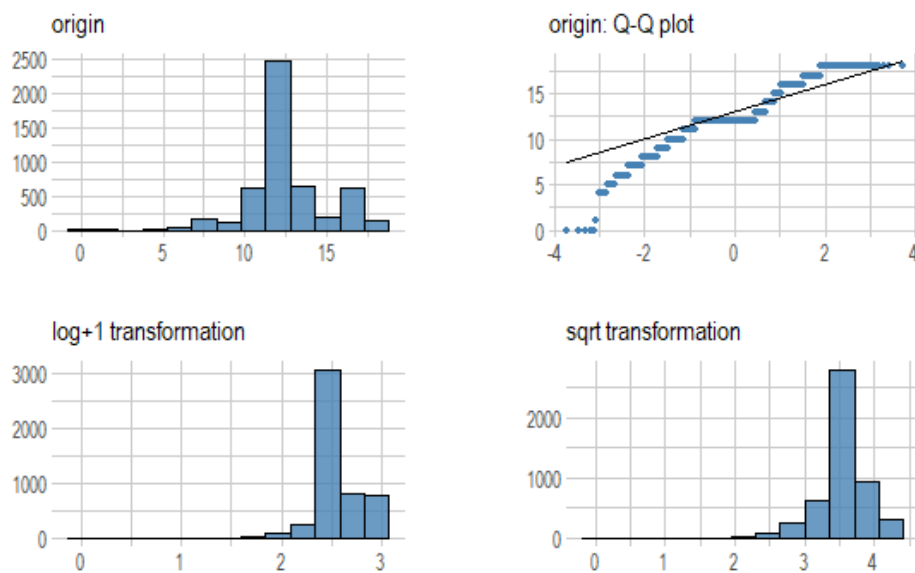 origin
2500
2000
1500
1000
500
0
0 5 10 15
origin: Q-Q plot
15
10
5
0
-4 -2 0 2 4
log+1 transformation
3000
2000
1000
0
0 1 2 3
sqrt transformation
2000
1000
0
0 1 2 3 4